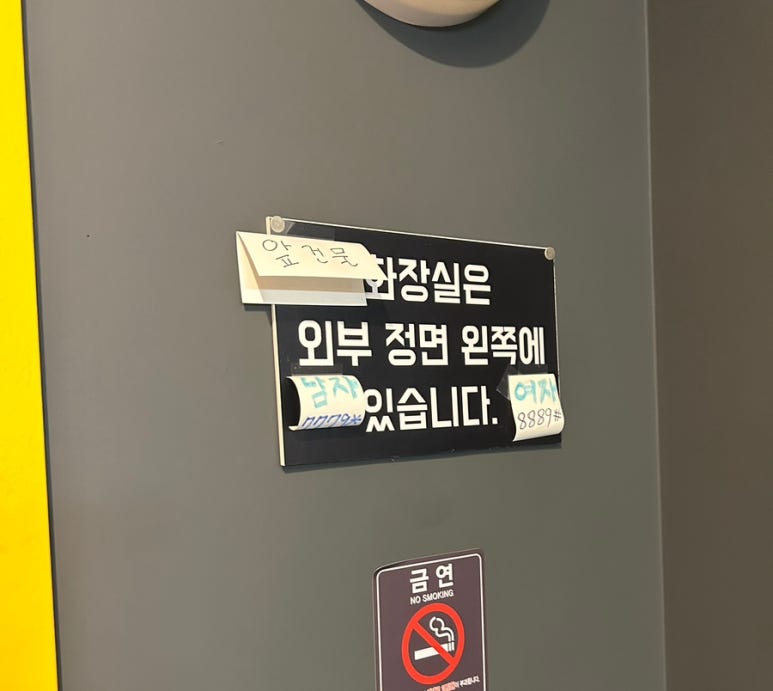 앞 건물
화장실은
외부 정면 왼쪽에
있습니다.
남자
7779*
여자
8889#
금연
NO SMOKING